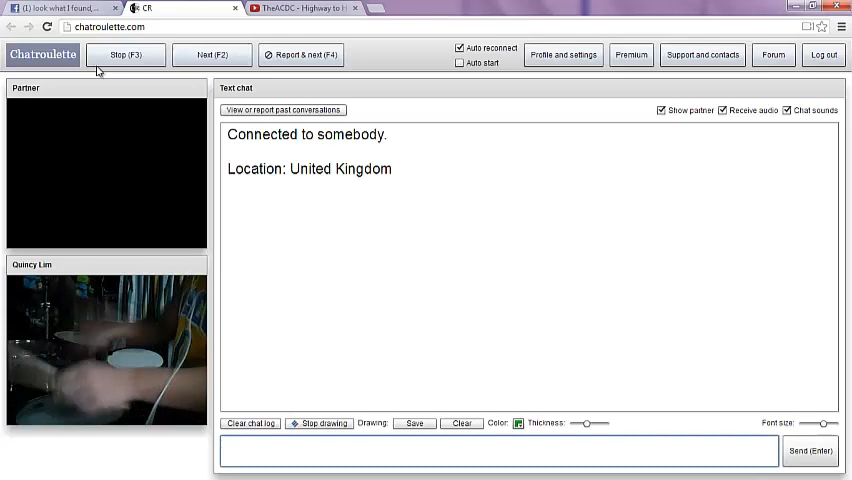 (1) look what I found,...
CR
TheACDC - Highway to H
chatroulette.com
Chatroulette
Stop (F3)
Next (F2)
Report & next (F4)
Auto reconnect
Auto start
Profile and settings
Premium
Support and contacts
Forum
Log out
Partner
Text chat
View or report past conversations
Show partner
Receive audio
Chat sounds
Connected to somebody.
Location: United Kingdom
Quincy Lim
Clear chat log
Stop drawing
Drawing:
Save
Clear
Color:
Thickness:
Font size:
Send (Enter)